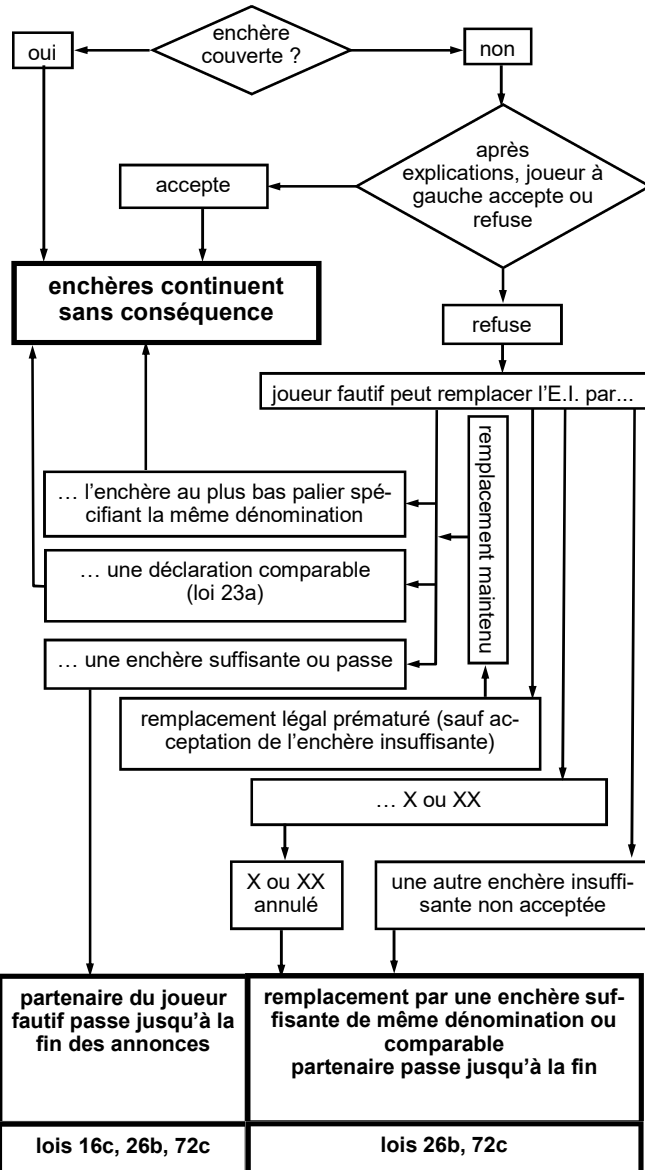 enchère
couverte ?
oui
non
après
explications, joueur à
gauche accepte ou
refuse
accepte
enchères continuent
sans conséquence
refuse
joueur fautif peut remplacer l’E.I. par...
remplacement maintenu
… l’enchère au plus bas palier spé-
cifiant la même dénomination
… une déclaration comparable
(loi 23a)
… une enchère suffisante ou passe
remplacement légal prématuré (sauf ac-
ceptation de l’enchère insuffisante)
… X ou XX
X ou XX
annulé
une autre enchère insuffi-
sante non acceptée
partenaire du joueur
fautif passe jusqu’à la
fin des annonces
remplacement par une enchère suf-
fisante de même dénomination ou
comparable
partenaire passe jusqu’à la fin
lois 16c, 26b, 72c
lois 26b, 72c